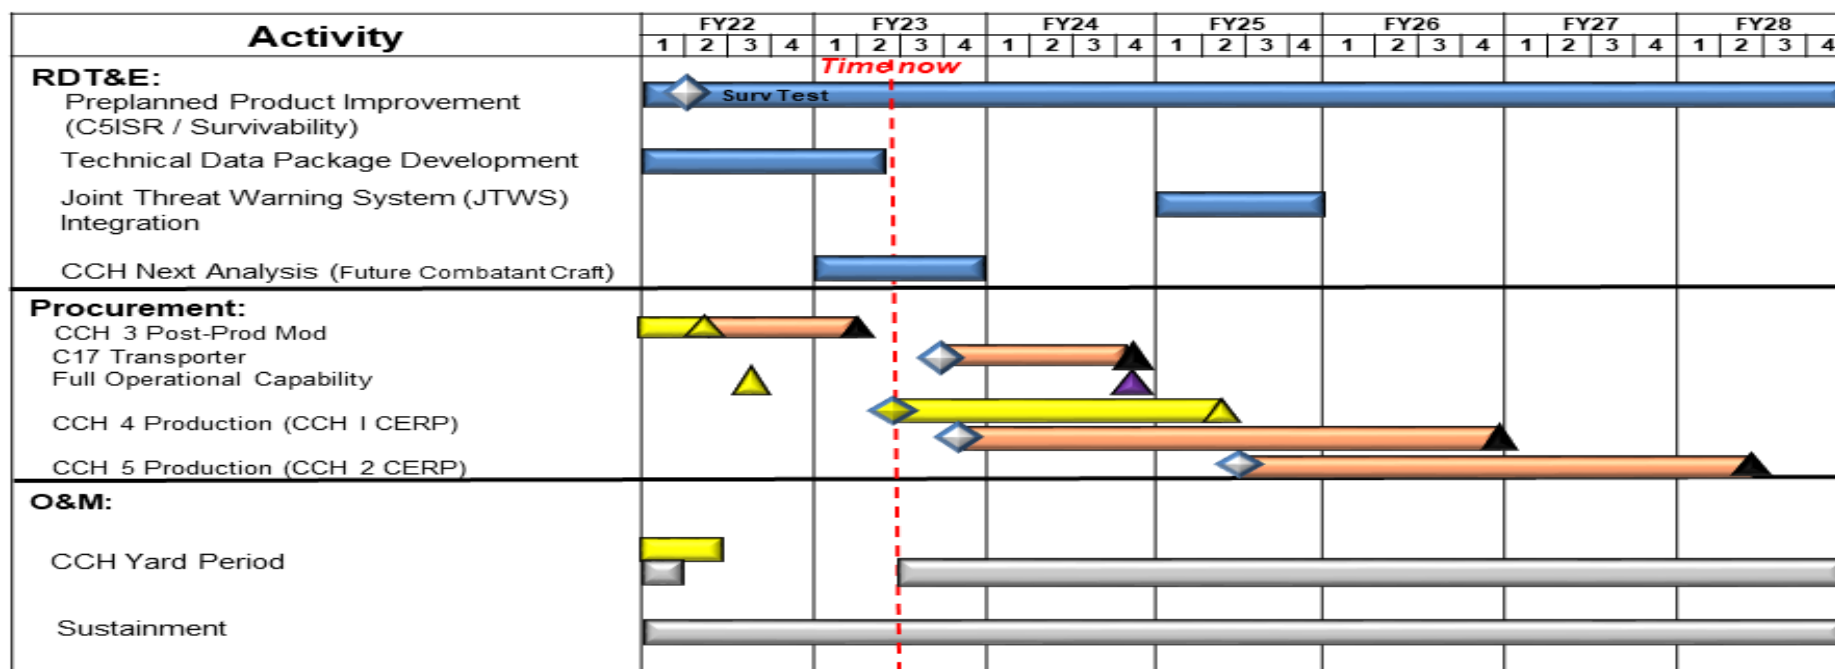 Activity
FY22 FY23 FY24 FY25 FY26 FY27 FY28
1 2 3 4 1 2 3 4 1 2 3 4 1 2 3 4 1 2 3 4 1 2 3 4 1 2 3 4
Time now
RDT&E:
Preplanned Product Improvement
(C5ISR / Survivability)
Surv Test
Technical Data Package Development
Joint Threat Warning System (JTWS)
Integration
CCH Next Analysis (Future Combatant Craft)
Procurement:
CCH 3 Post-Prod Mod
C17 Transporter
Full Operational Capability
CCH 4 Production (CCH I CERP)
CCH 5 Production (CCH 2 CERP)
O&M:
CCH Yard Period
Sustainment